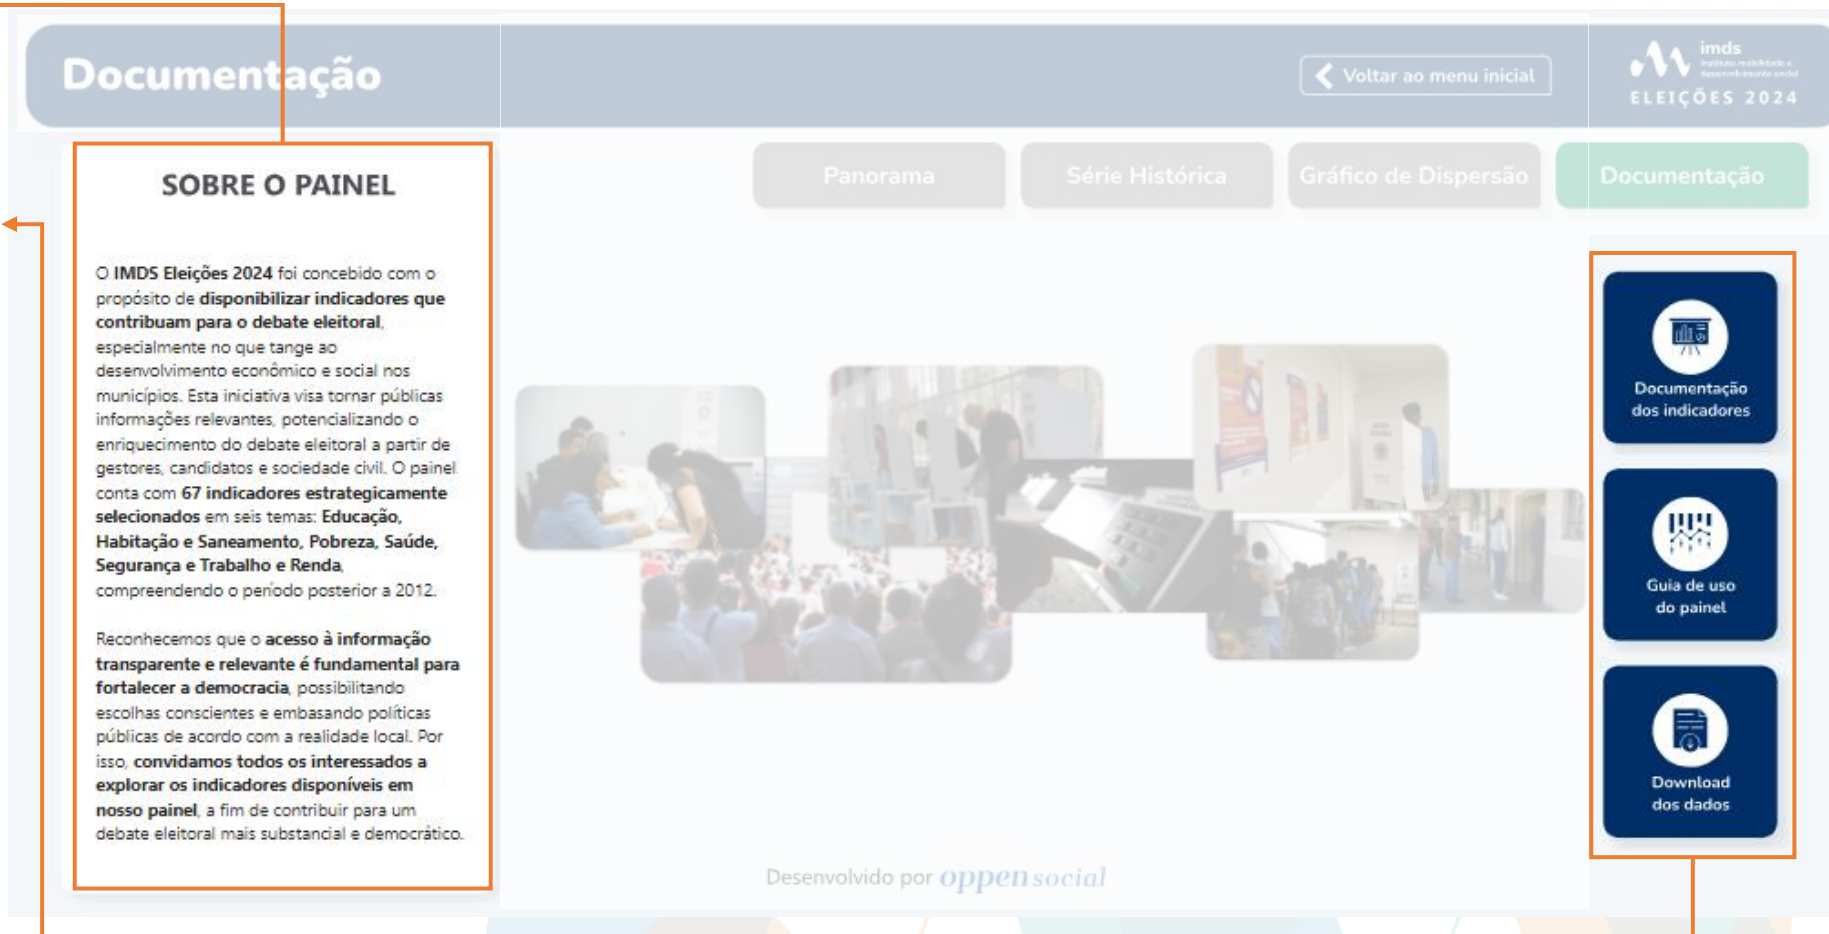 Documentação
Voltar ao menu inicial
imds
instituto mobilidade e
desenvolvimento social
ELEIÇÕES 2024
Panorama
Série Histórica
Gráfico de Dispersão
Documentação
SOBRE O PAINEL
O IMDS Eleições 2024 foi concebido com o
propósito de disponibilizar indicadores que
contribuam para o debate eleitoral,
especialmente no que tange ao
desenvolvimento econômico e social nos
municípios. Esta iniciativa visa tornar públicas
informações relevantes, potencializando o
enriquecimento do debate eleitoral a partir de
gestores, candidatos e sociedade civil. O painel
conta com 67 indicadores estrategicamente
selecionados em seis temas: Educação,
Habitação e Saneamento, Pobreza, Saúde,
Segurança e Trabalho e Renda,
compreendendo o período posterior a 2012.
Reconhecemos que o acesso à informação
transparente e relevante é fundamental para
fortalecer a democracia, possibilitando
escolhas conscientes e embasando políticas
públicas de acordo com a realidade local. Por
isso, convidamos todos os interessados a
explorar os indicadores disponíveis em
nosso painel, a fim de contribuir para um
debate eleitoral mais substancial e democrático.
Documentação
dos indicadores
Guia de uso
do painel
Download
dos dados
Desenvolvido por oppen social